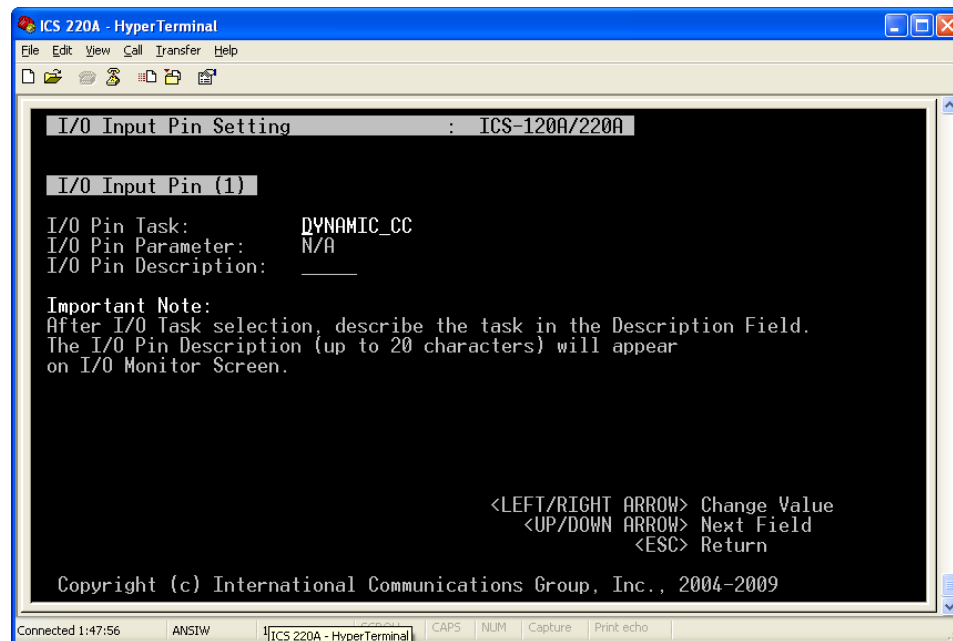 ICS 220A - HyperTerminal
File Edit View Call Transfer Help
I/O Input Pin Setting : ICS-120A/220A
I/O Input Pin (1)
I/O Pin Task: DYNAMIC_CC
I/O Pin Parameter: N/A
I/O Pin Description: _____
Important Note:
After I/O Task selection, describe the task in the Description Field.
The I/O Pin Description (up to 20 characters) will appear
on I/O Monitor Screen.
<LEFT/RIGHT ARROW> Change Value
<UP/DOWN ARROW> Next Field
<ESC> Return
Copyright (c) International Communications Group, Inc., 2004-2009
Connected 1:47:56 ANSIW 1 CAPS NUM Capture Print echo
ICS 220A - HyperTerminal